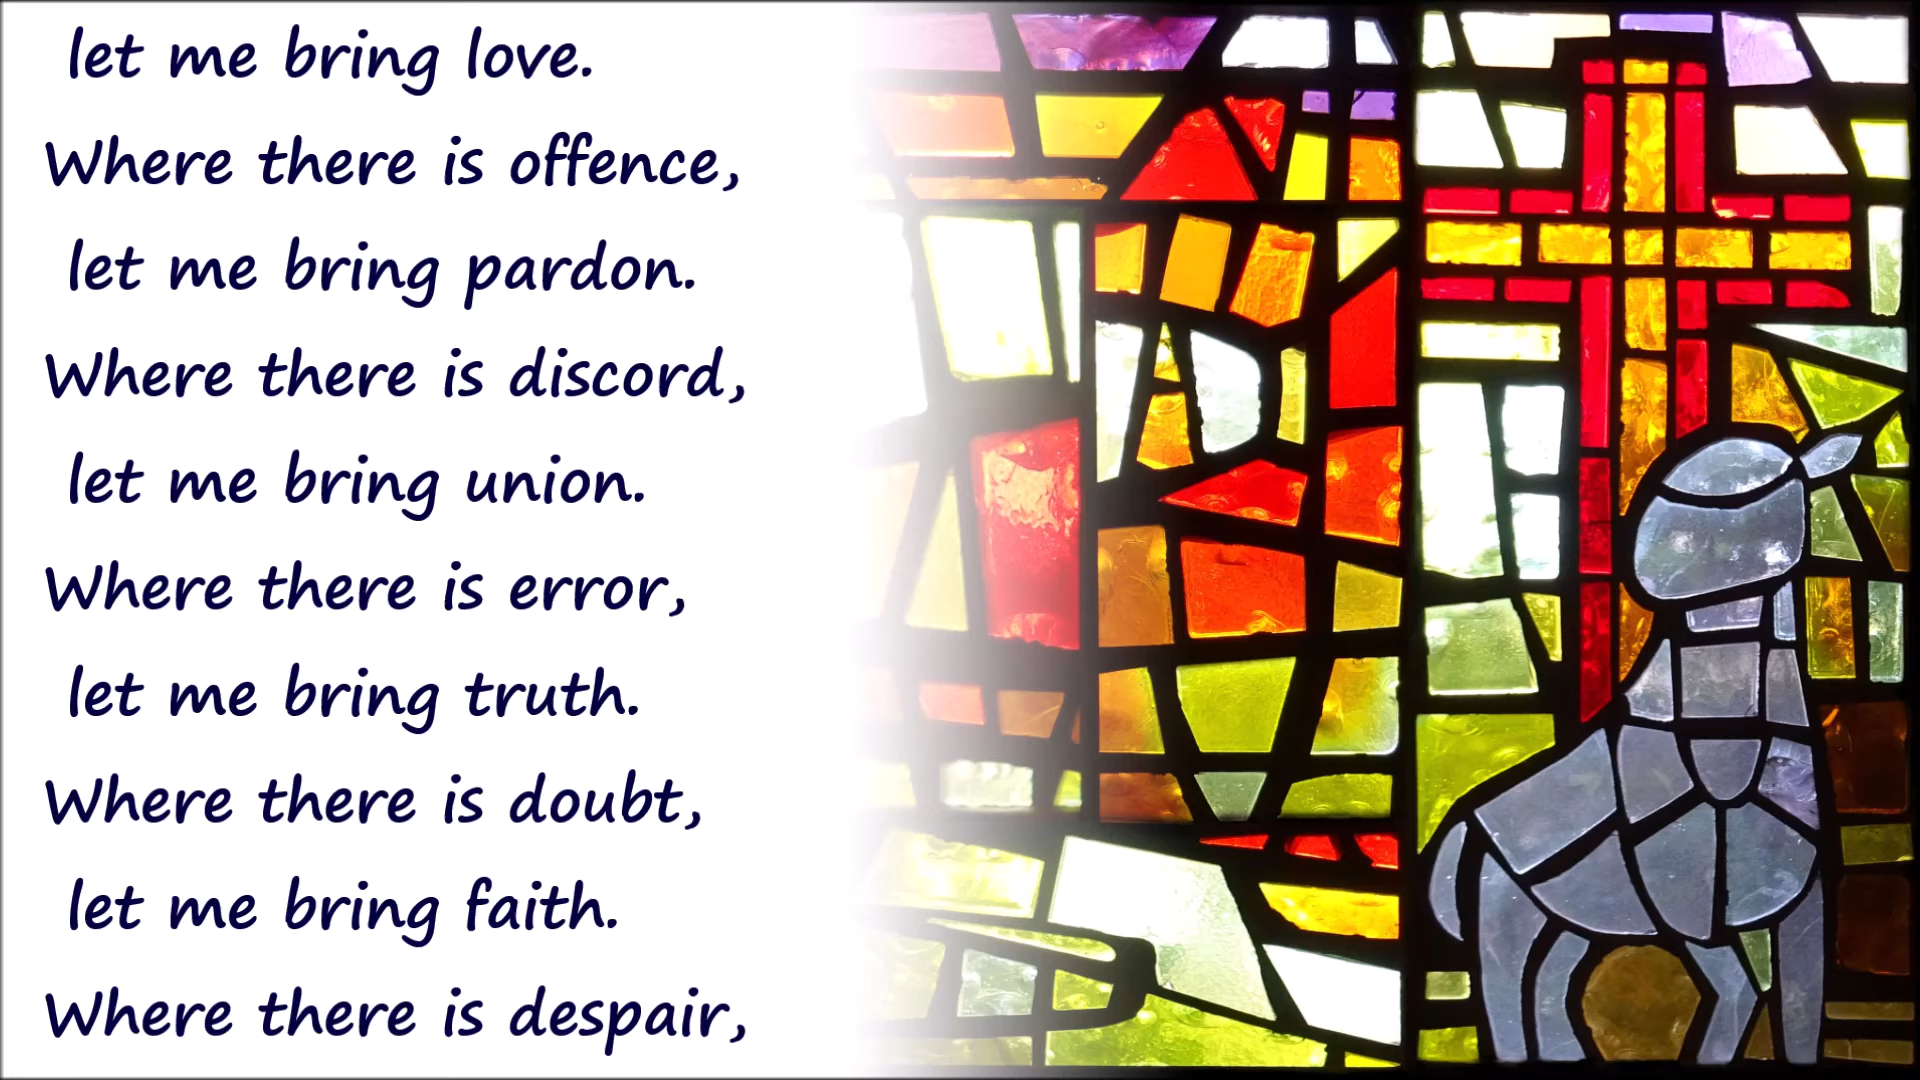 let me bring love.
Where there is offence,
let me bring pardon.
Where there is discord,
let me bring union.
Where there is error,
let me bring truth.
Where there is doubt,
let me bring faith.
Where there is despair,